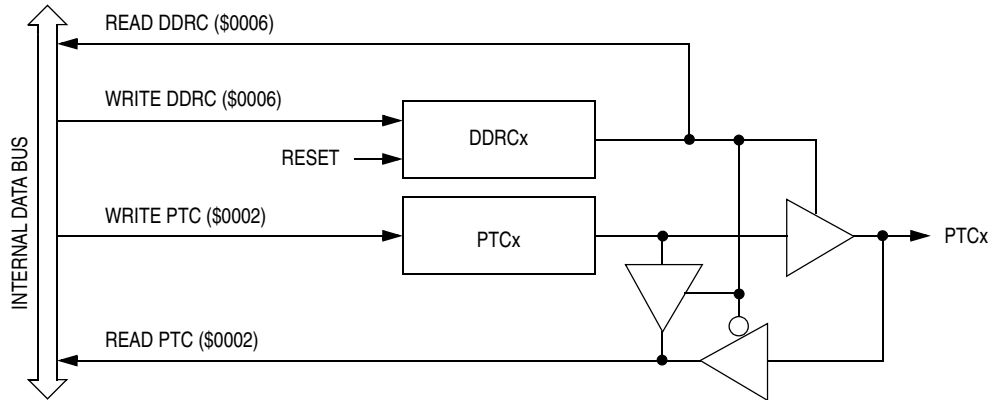 READ DDRC ($0006)
WRITE DDRC ($0006)
DDRCx
RESET
INTERNAL DATA BUS
WRITE PTC ($0002)
PTCx
PTCx
READ PTC ($0002)